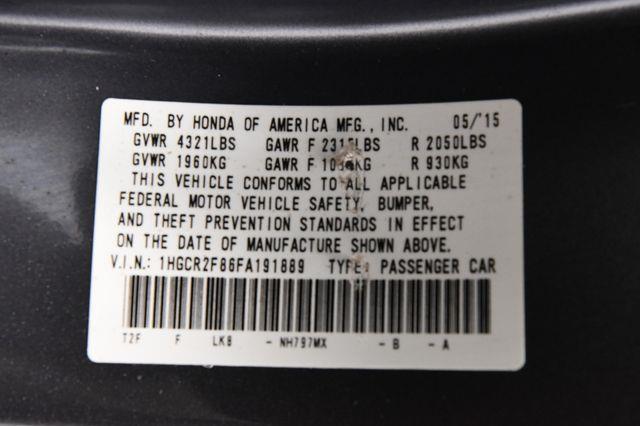 MFD. BY HONDA OF AMERICA MFG., INC. 05/'15
GVWR 4321LBS GAWR F R 2050LBS
GVWR 1960KG GAWR F R 930KG
THIS VEHICLE CONFORMS TO ALL APPLICABLE
FEDERAL MOTOR VEHICLE SAFETY, BUMPER,
AND THEFT PREVENTION STANDARDS IN EFFECT
ON THE DATE OF MANUFACTURE SHOWN ABOVE.
V.I.N.: 1HGCR2F86FA191889 TYPE: PASSENGER CAR
T2F F LK8 - NH797MX - B - A